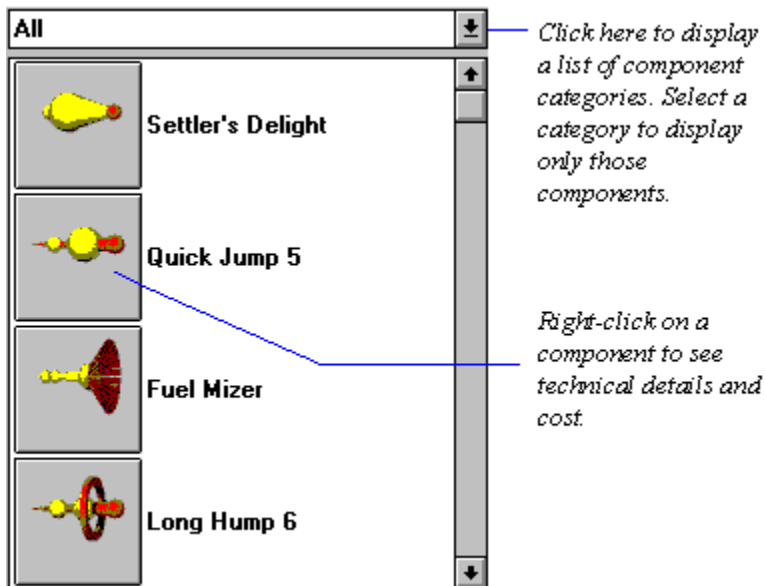 All
Click here to display
a list of component
categories. Select a
category to display
only those
components.
Settler's Delight
Quick Jump 5
Right-click on a
component to see
technical details and
cost.
Fuel Mizer
Long Hump 6